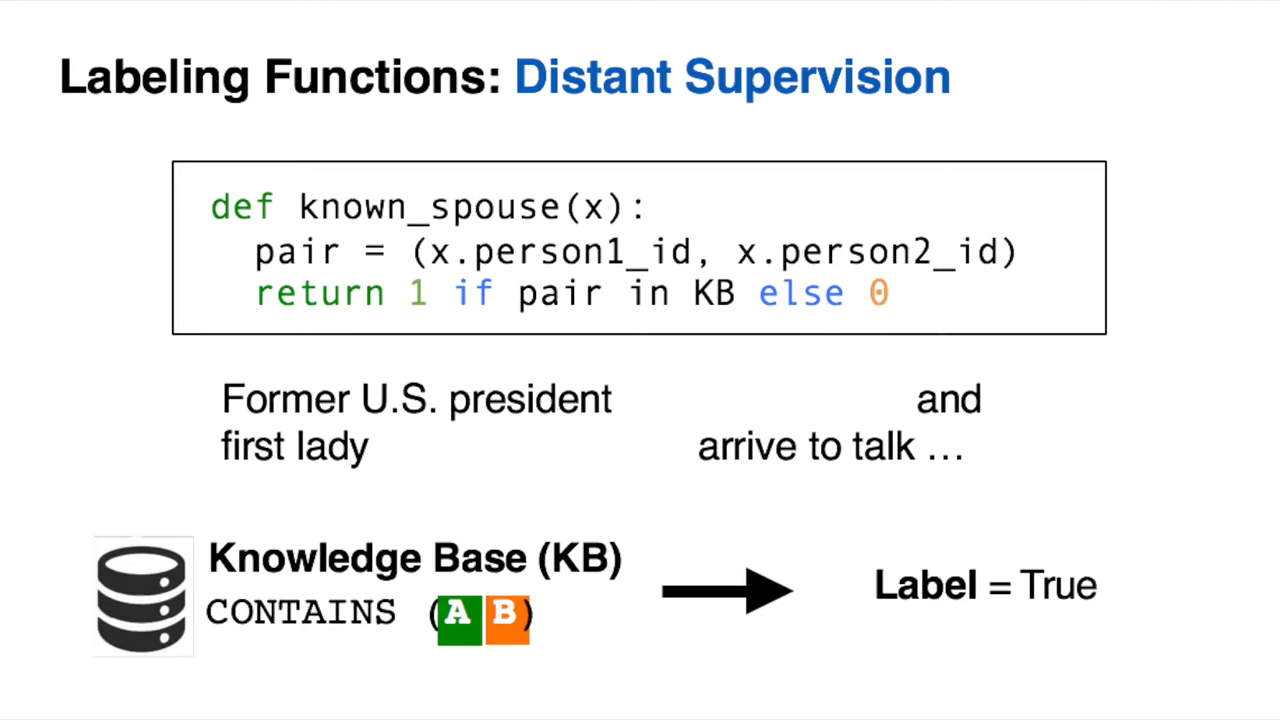 Labeling Functions: Distant Supervision
def known_spouse(x):
pair = (x.person1_id, x.person2_id)
return 1 if pair in KB else 0
Former U.S. president and
first lady arrive to talk …
Knowledge Base (KB)
CONTAINS (A B)
Label = True